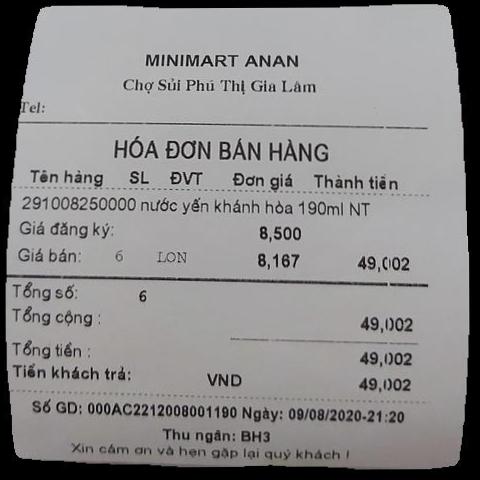 MINIMART ANAN
Chợ Sủi Phú Thị Gia Lâm
Tel:
HÓA ĐƠN BÁN HÀNG
Tên hàng SL ĐVT Đơn giá Thành tiền
291008250000 nước yến khánh hòa 190ml NT
Giá đăng ký: 8,500
Giá bán: 6 LON 8,167 49,002
Tổng số: 6
Tổng cộng : 49,002
Tổng tiền : 49,002
Tiền khách trả: VND 49,002
Số GD: 000AC2212008001190 Ngày: 09/08/2020-21:20
Thu ngân: BH3
Xin cám ơn và hẹn gặp lại quý khách !